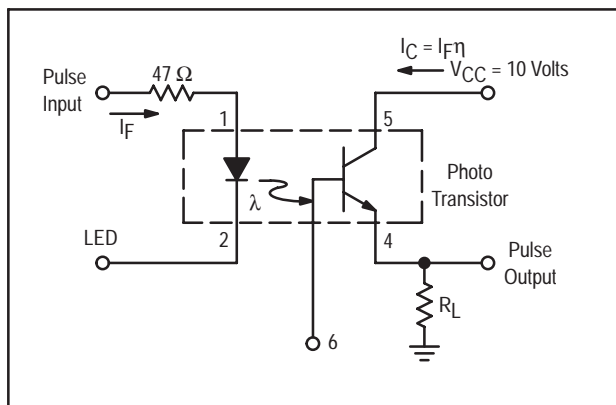 I_C = I_Fη
V_CC = 10 Volts
Pulse
Input
47 Ω
I_F
1
5
Photo
Transistor
λ
LED
2
4
Pulse
Output
R_L
6